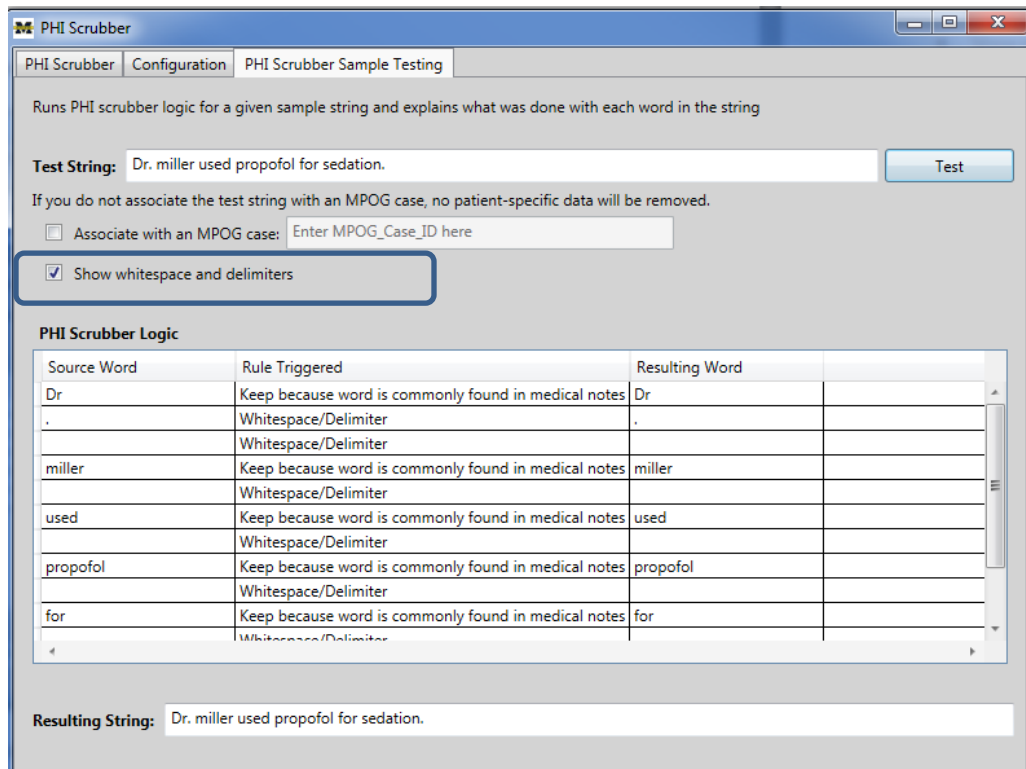 M PHI Scrubber
PHI Scrubber Configuration PHI Scrubber Sample Testing
Runs PHI scrubber logic for a given sample string and explains what was done with each word in the string
Test String: Dr. miller used propofol for sedation. Test
If you do not associate the test string with an MPOG case, no patient-specific data will be removed.
Associate with an MPOG case: Enter MPOG_Case_ID here
Show whitespace and delimiters
PHI Scrubber Logic
Source Word Rule Triggered Resulting Word
Dr Keep because word is commonly found in medical notes Dr
. Whitespace/Delimiter .
Whitespace/Delimiter
miller Keep because word is commonly found in medical notes miller
Whitespace/Delimiter
used Keep because word is commonly found in medical notes used
Whitespace/Delimiter
propofol Keep because word is commonly found in medical notes propofol
Whitespace/Delimiter
for Keep because word is commonly found in medical notes for
Whitespace/Delimiter
Resulting String: Dr. miller used propofol for sedation.